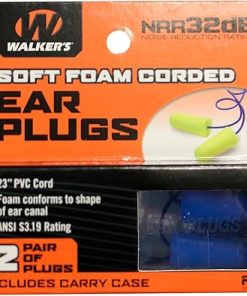 WALKER'S
NRR32dB
NOISE REDUCTION RATING
SOFT FOAM CORDED
EAR
PLUGS
23" PVC Cord
Foam conforms to shape
of ear canal
ANSI S3.19 Rating
2 PAIR
OF PLUGS
INCLUDES CARRY CASE